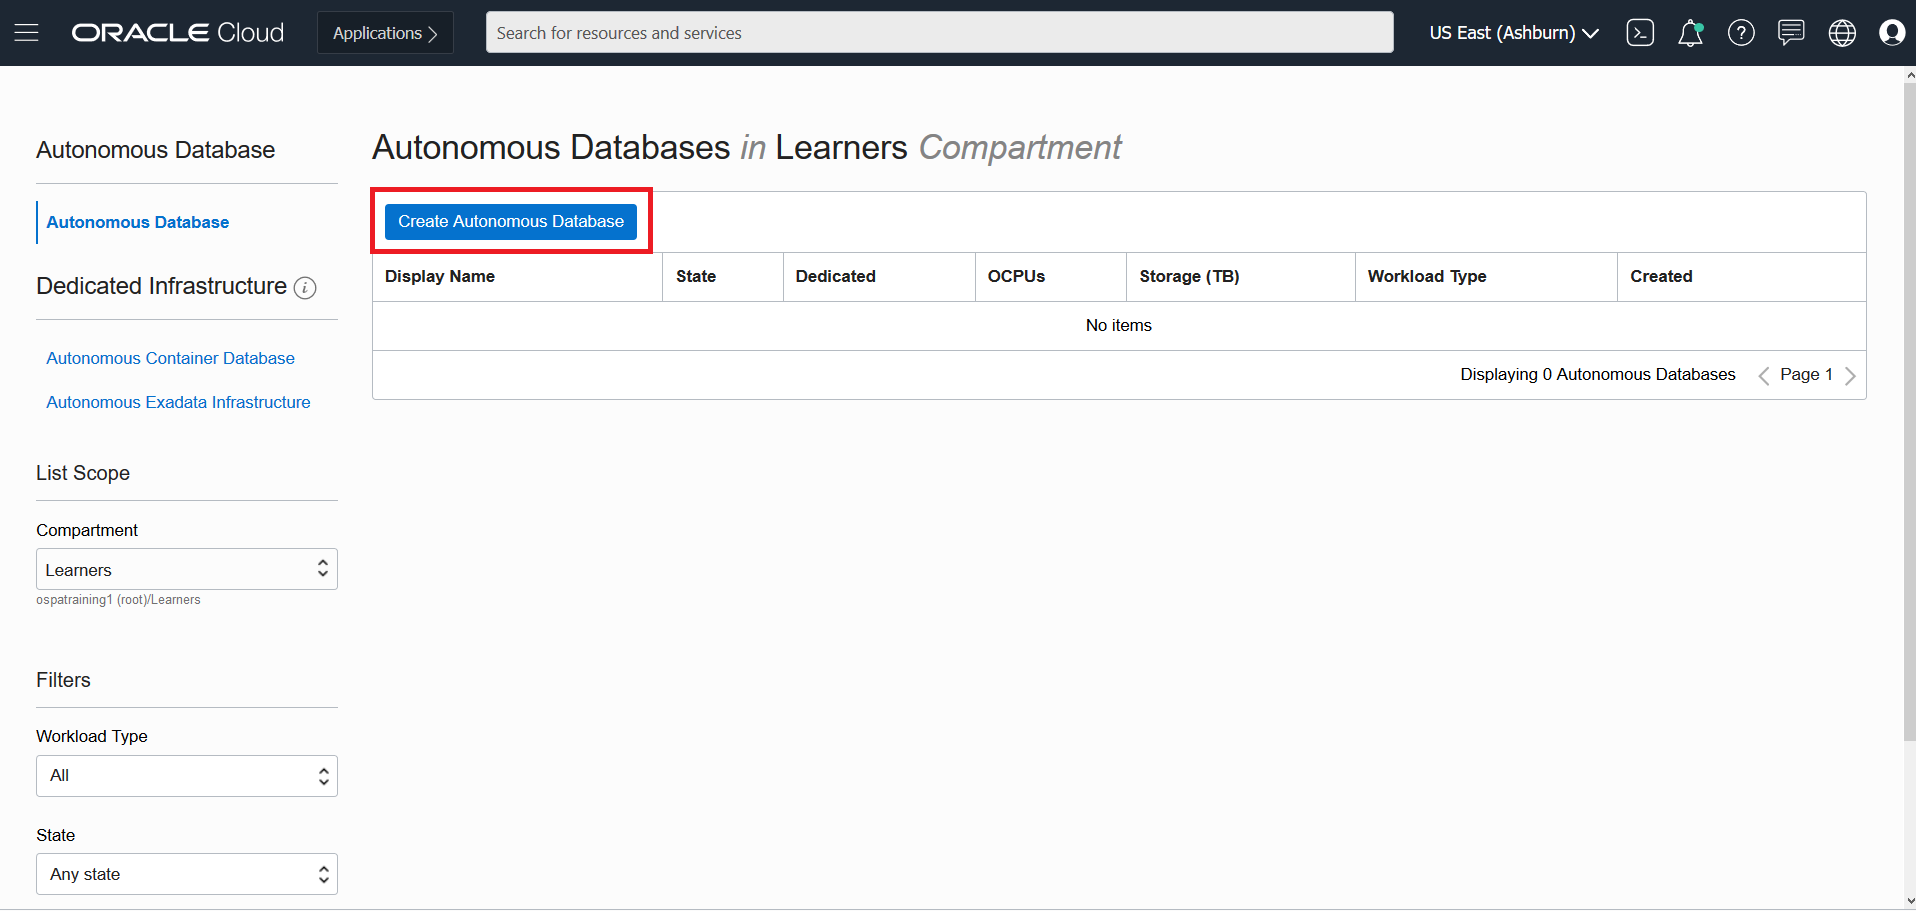 ORACLE Cloud
Applications
Search for resources and services
US East (Ashburn)
Autonomous Database
Autonomous Database
Dedicated Infrastructure
Autonomous Container Database
Autonomous Exadata Infrastructure
List Scope
Compartment
Learners
ospatraining1 (root)/Learners
Filters
Workload Type
All
State
Any state
Autonomous Databases in Learners Compartment
Create Autonomous Database
Display Name State Dedicated OCPUs Storage (TB) Workload Type Created
No items
Displaying 0 Autonomous Databases Page 1